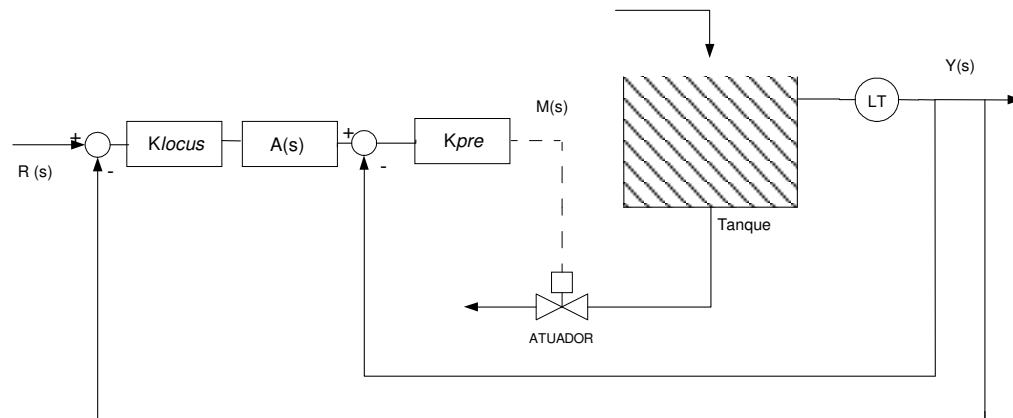 Y(s)
LT
M(s)
+
Klocus
A(s)
+
Kpre
R (s)
-
-
Tanque
ATUADOR